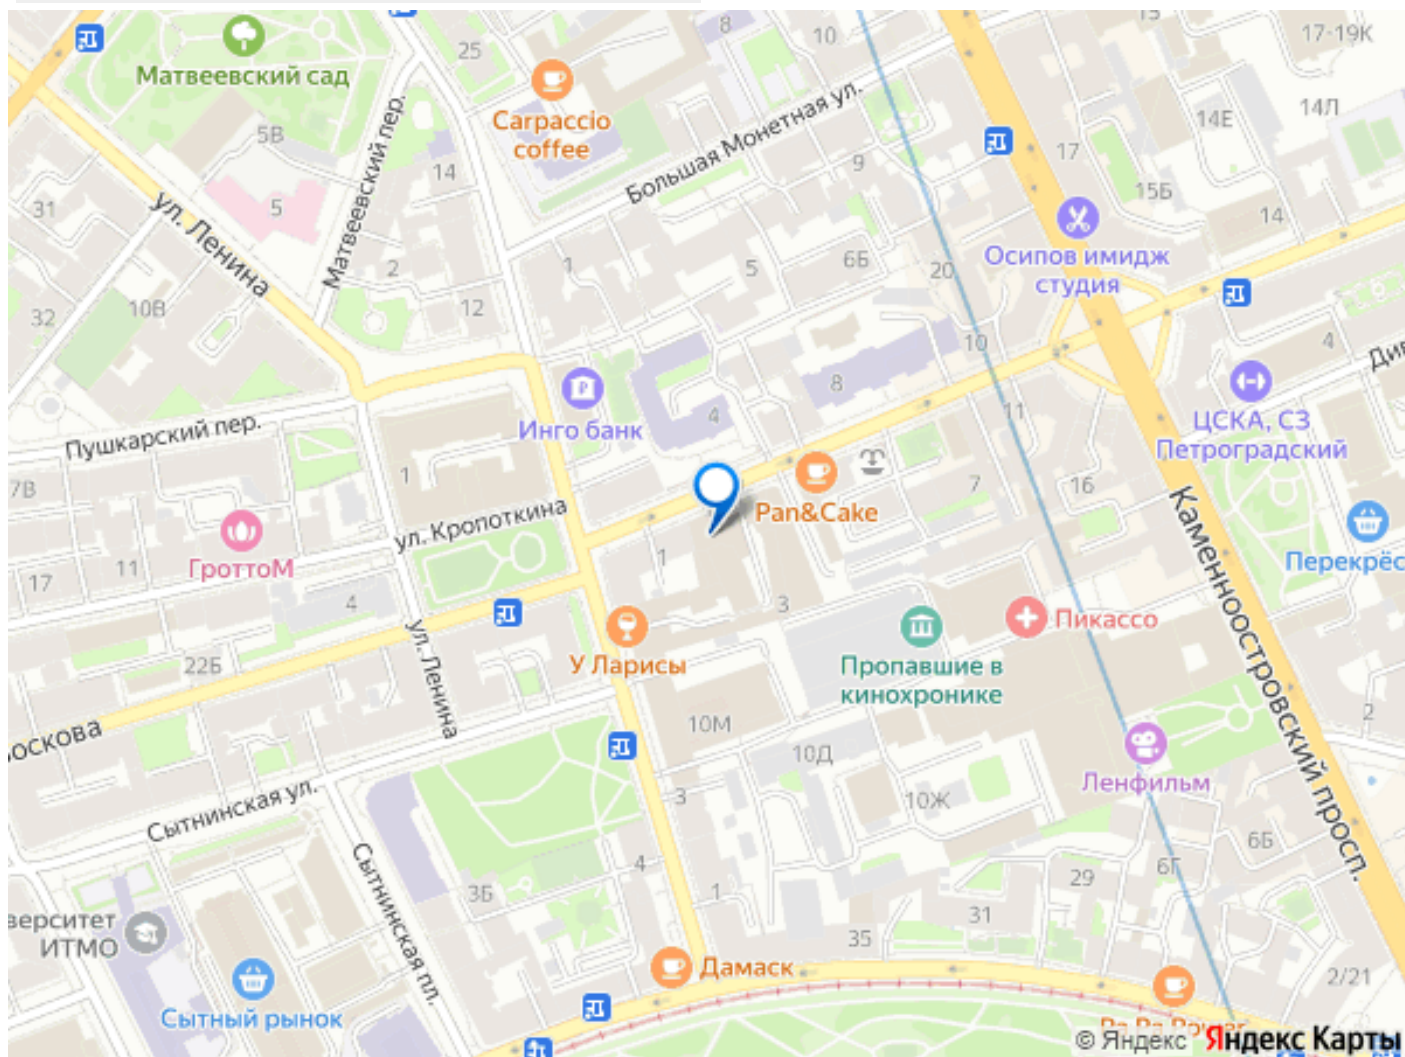 8
10
15
17-19К
25
Матвеевский сад
Carpaccio
coffee
Большая Монетная ул.
14Е
14Л
5В
Матвеевский пер.
14
9
17
15Б
31
5
ул. Ленина
14
Осипов имидж
студия
2
1
5
6Б
20
32
10В
12
10
4
Див
8
4
11
Инго банк
ЦСКА, СЗ
Петроградский
Пушкарский пер.
1
7В
ул. Кропоткина
7
16
Pan&Cake
Каменноостровский просп.
Перекрёс
ГроттоМ
17
11
1
4
3
Пикассо
ул. Ленина
22Б
У Ларисы
Пропавшие в
кинохронике
10М
2
оскова
10Д
Ленфильм
Сытнинская ул.
3
10Ж
6Б
Сытнинская пл.
4
6Г
3Б
1
29
31
верситет
ИТМО
35
Дамаск
2/21
Сытный рынок
© Яндекс Яндекс Карты